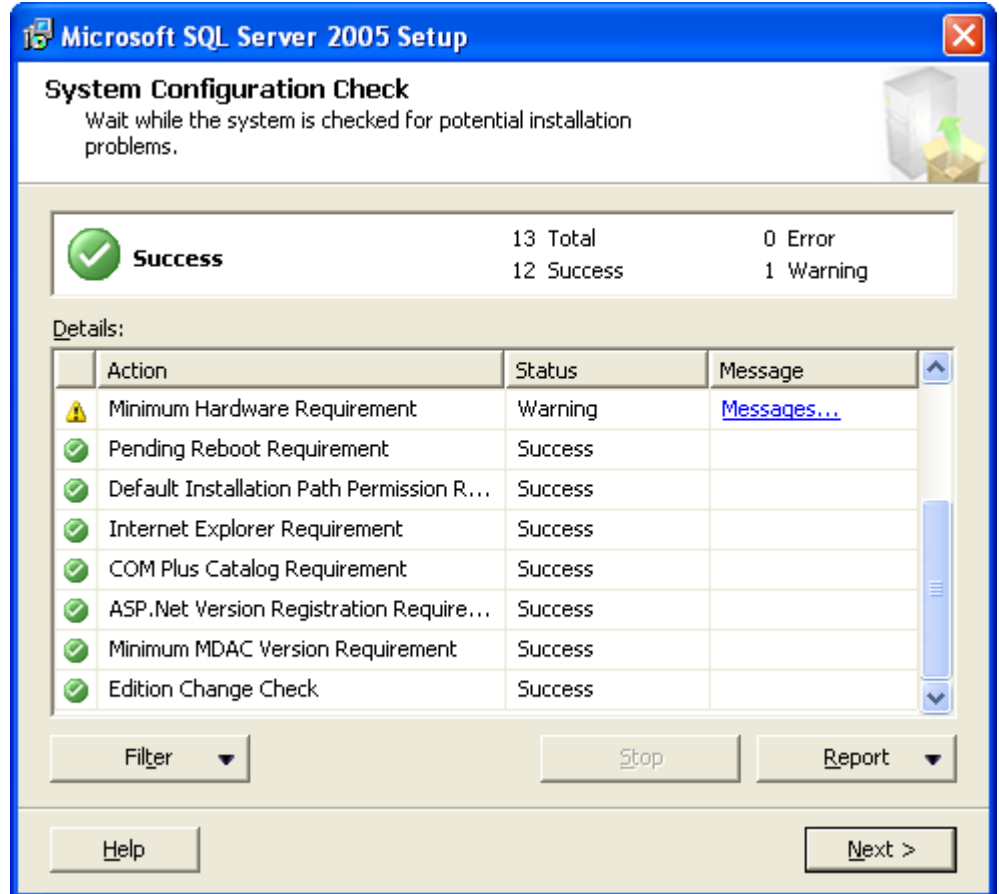 Microsoft SQL Server 2005 Setup
System Configuration Check
Wait while the system is checked for potential installation
problems.
Success 13 Total 0 Error
12 Success 1 Warning
Details:
Action Status Message
Minimum Hardware Requirement Warning Messages...
Pending Reboot Requirement Success
Default Installation Path Permission R... Success
Internet Explorer Requirement Success
COM Plus Catalog Requirement Success
ASP.Net Version Registration Require... Success
Minimum MDAC Version Requirement Success
Edition Change Check Success
Filter Stop Report
Help Next >